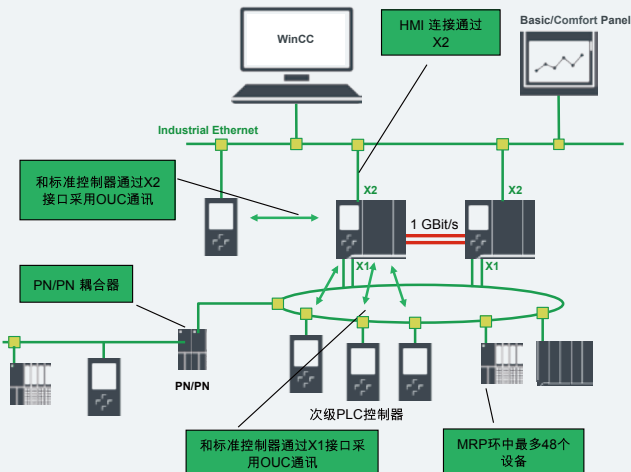 WinCC
HMI 连接通过
X2
Basic/Comfort Panel
Industrial Ethernet
和标准控制器通过X2
接口采用OUC通讯
X2
X2
1 GBit/s
X1
X1
PN/PN 耦合器
PN/PN
次级PLC控制器
和标准控制器通过X1接口采
用OUC通讯
MRP环中最多48个
设备